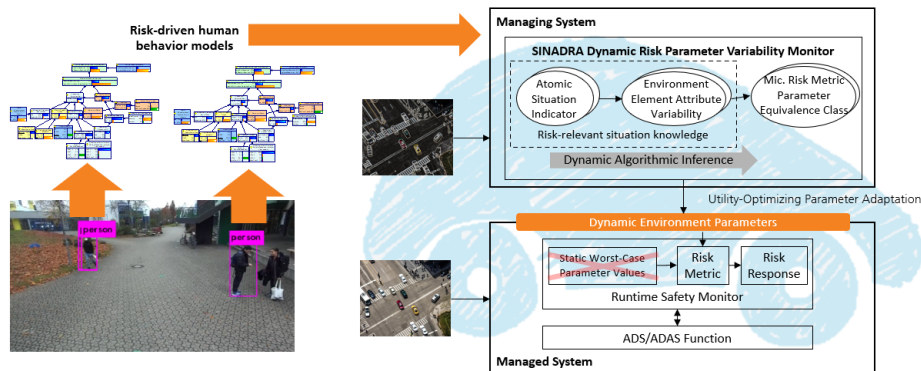 Risk-driven human
behavior models
person
person
Managing System
SINADRA Dynamic Risk Parameter Variability Monitor
Atomic
Situation
Indicator
Environment
Element Attribute
Variability
Mic. Risk Metric
Parameter
Equivalence Class
Risk-relevant situation knowledge
Dynamic Algorithmic Inference
Utility-Optimizing Parameter Adaptation
Dynamic Environment Parameters
Static Worst-Case
Parameter Values
Risk
Metric
Risk
Response
Runtime Safety Monitor
ADS/ADAS Function
Managed System